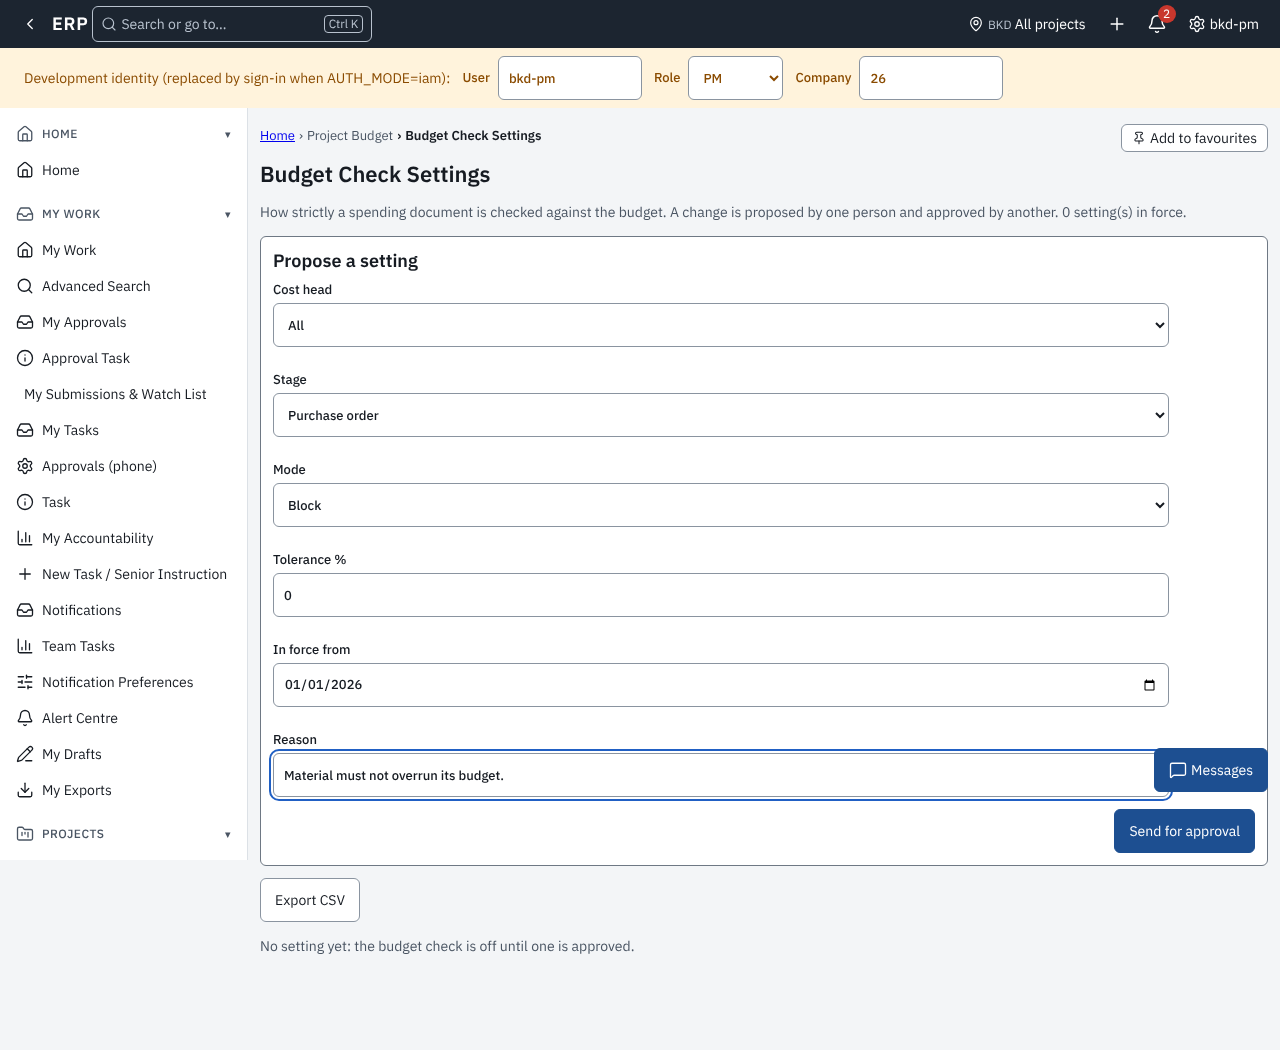 ERP
Search or go to...
Ctrl K
BKD All projects
2
bkd-pm
Development identity (replaced by sign-in when AUTH_MODE=iam):
User
bkd-pm
Role
PM
Company
26
HOME
Home
MY WORK
My Work
Advanced Search
My Approvals
Approval Task
My Submissions & Watch List
My Tasks
Approvals (phone)
Task
My Accountability
New Task / Senior Instruction
Notifications
Team Tasks
Notification Preferences
Alert Centre
My Drafts
My Exports
PROJECTS
Home › Project Budget › Budget Check Settings
Add to favourites
Budget Check Settings
How strictly a spending document is checked against the budget. A change is proposed by one person and approved by another. 0 setting(s) in force.
Propose a setting
Cost head
All
Stage
Purchase order
Mode
Block
Tolerance %
0
In force from
01/01/2026
Reason
Material must not overrun its budget.
Messages
Send for approval
Export CSV
No setting yet: the budget check is off until one is approved.